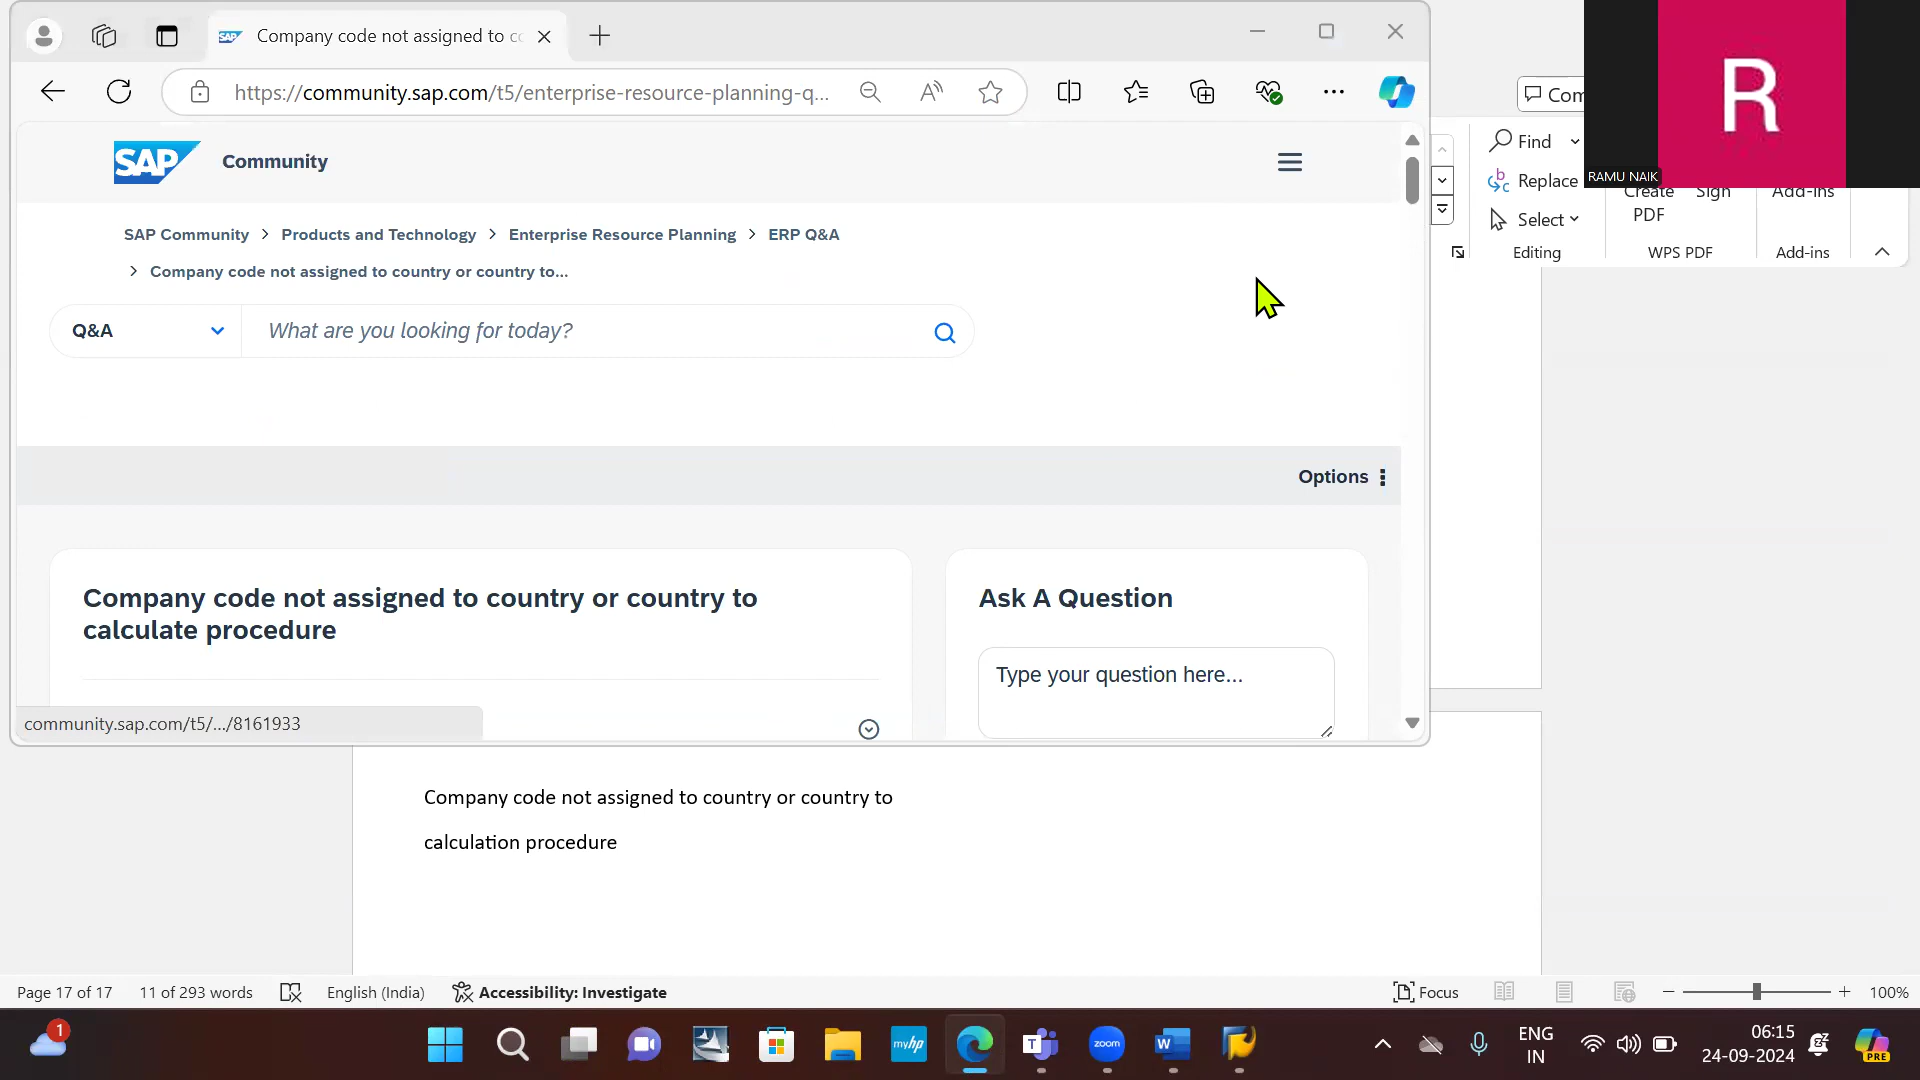 Company code not assigned to co
https://community.sap.com/t5/enterprise-resource-planning-q...
SAP Community
SAP Community > Products and Technology > Enterprise Resource Planning > ERP Q&A
> Company code not assigned to country or country to...
Q&A
What are you looking for today?
Options
Company code not assigned to country or country to
calculate procedure
Ask A Question
Type your question here...
community.sap.com/t5/.../8161933
Com
Find
Replace
Select
Editing
Create
PDF
Sign
WPS PDF
Add-ins
Add-ins
R
RAMU NAIK
Company code not assigned to country or country to
calculation procedure
Page 17 of 17
11 of 293 words
English (India)
Accessibility: Investigate
Focus
100%
1
myhp
T
zoom
W
ENG
IN
06:15
24-09-2024
PRE